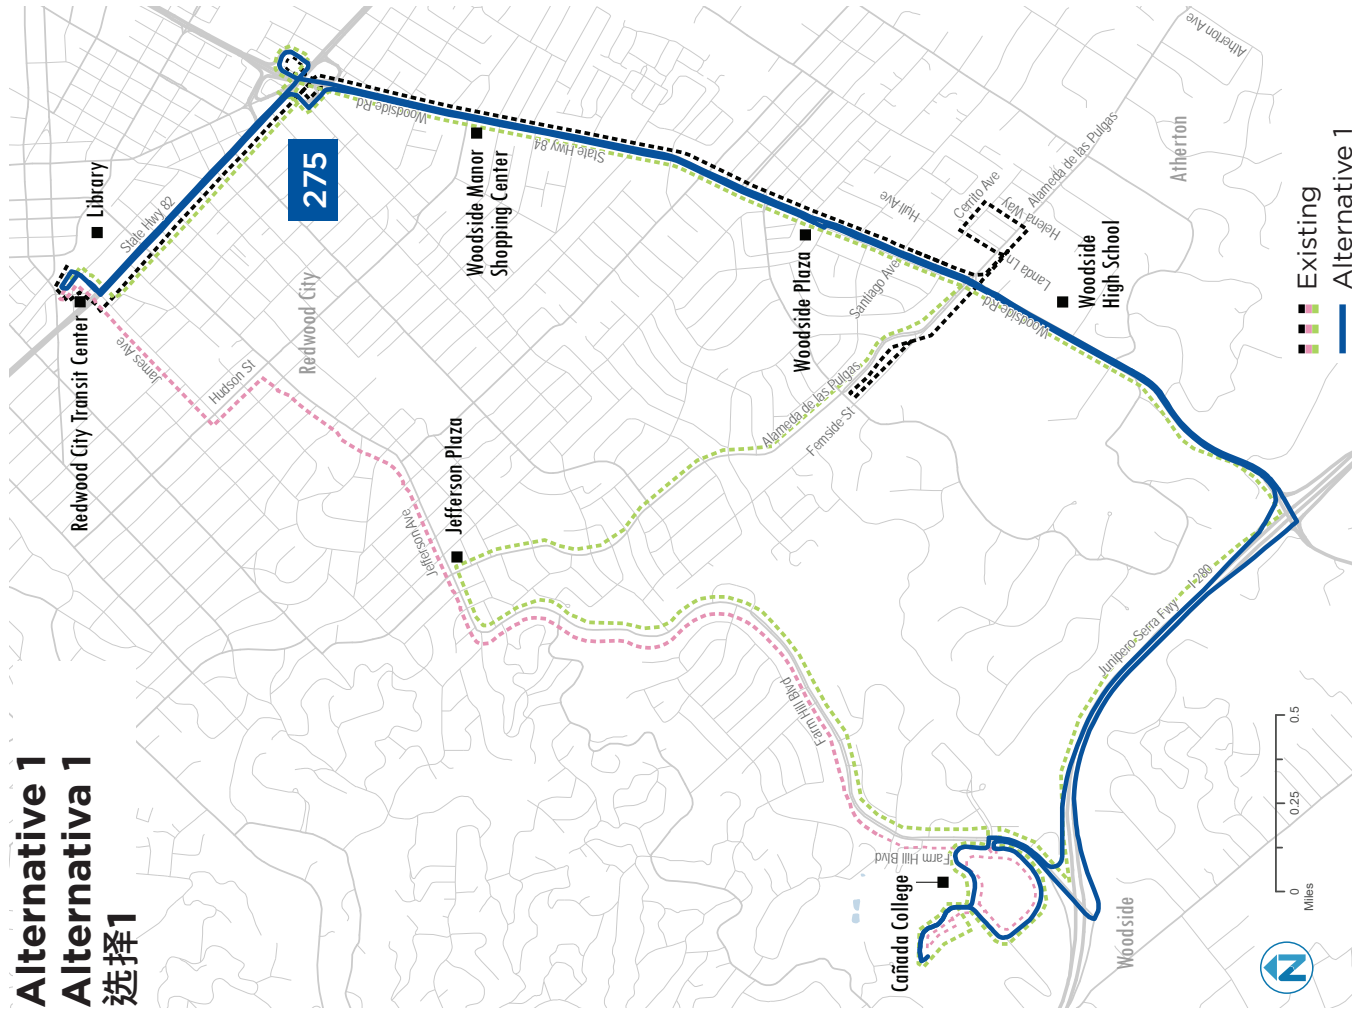 Alternative 1
Alternativa 1
选择1
Redwood City Transit Center
Library
State Hwy 82
275
Woodside Rd
Woodside Manor
Shopping Center
State Hwy 84
James Ave
Hudson St
Redwood City
Jefferson Plaza
Jefferson Ave
Woodside Plaza
Santiago Ave
Hull Ave
Cerrito Ave
Helena Way
Landa Ln
Alameda de las Pulgas
Atherton Ave
Atherton
Alameda de las Pulgas
Fernside St
Woodside Rd
Woodside
High School
Farm Hill Blvd
Farm Hill Blvd
Cañada College
Junipero Serra Fwy
I-280
Woodside
Existing
Alternative 1
0
0.25
0.5
Miles
N